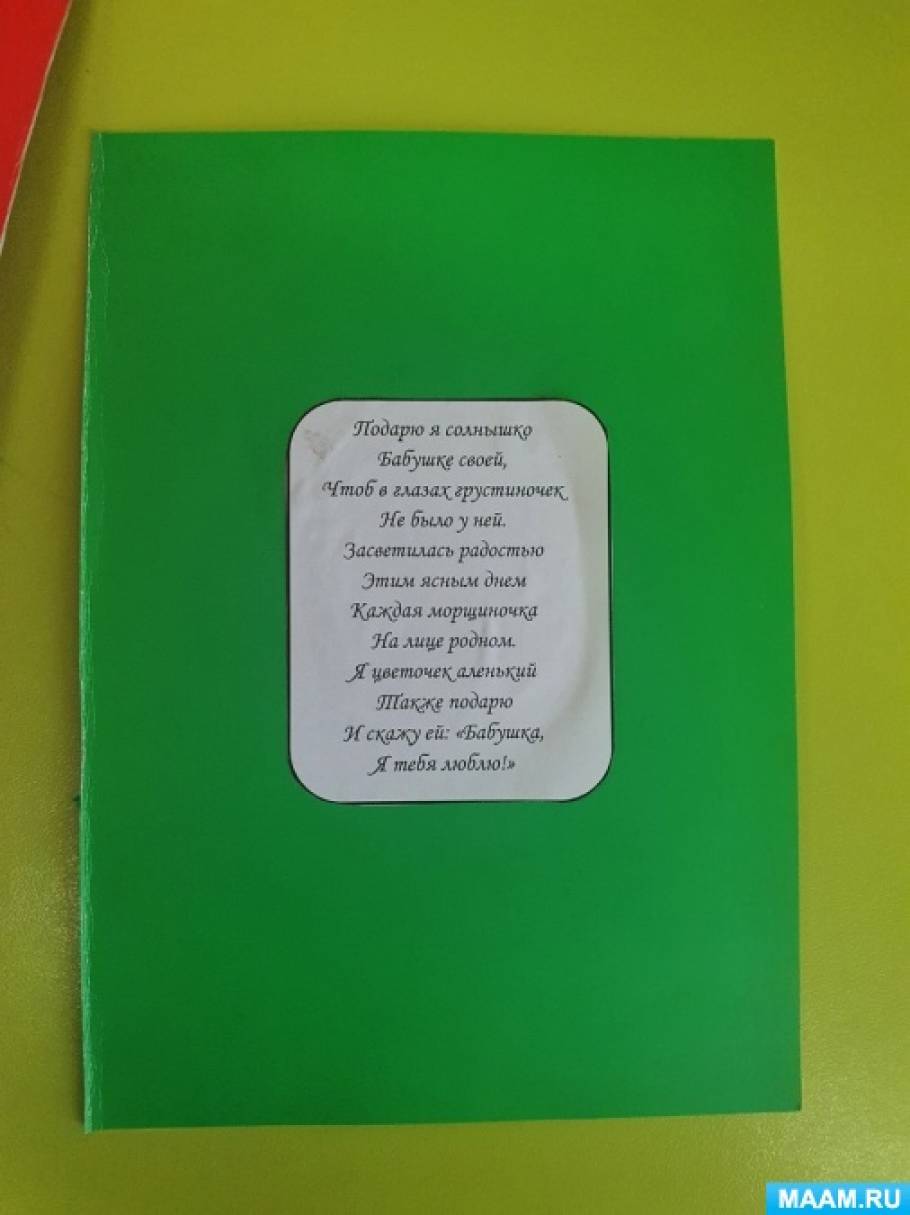 Подарю я солнышко
Бабушке своей,
Чтоб в глазах грустиночек
Не было у ней.
Засветилась радостью
Этим ясным днем
Каждая морщиночка
На лице родном.
Я цветочек аленький
Также подарю
И скажу ей: «Бабушка,
Я тебя люблю!»
MAAM.RU